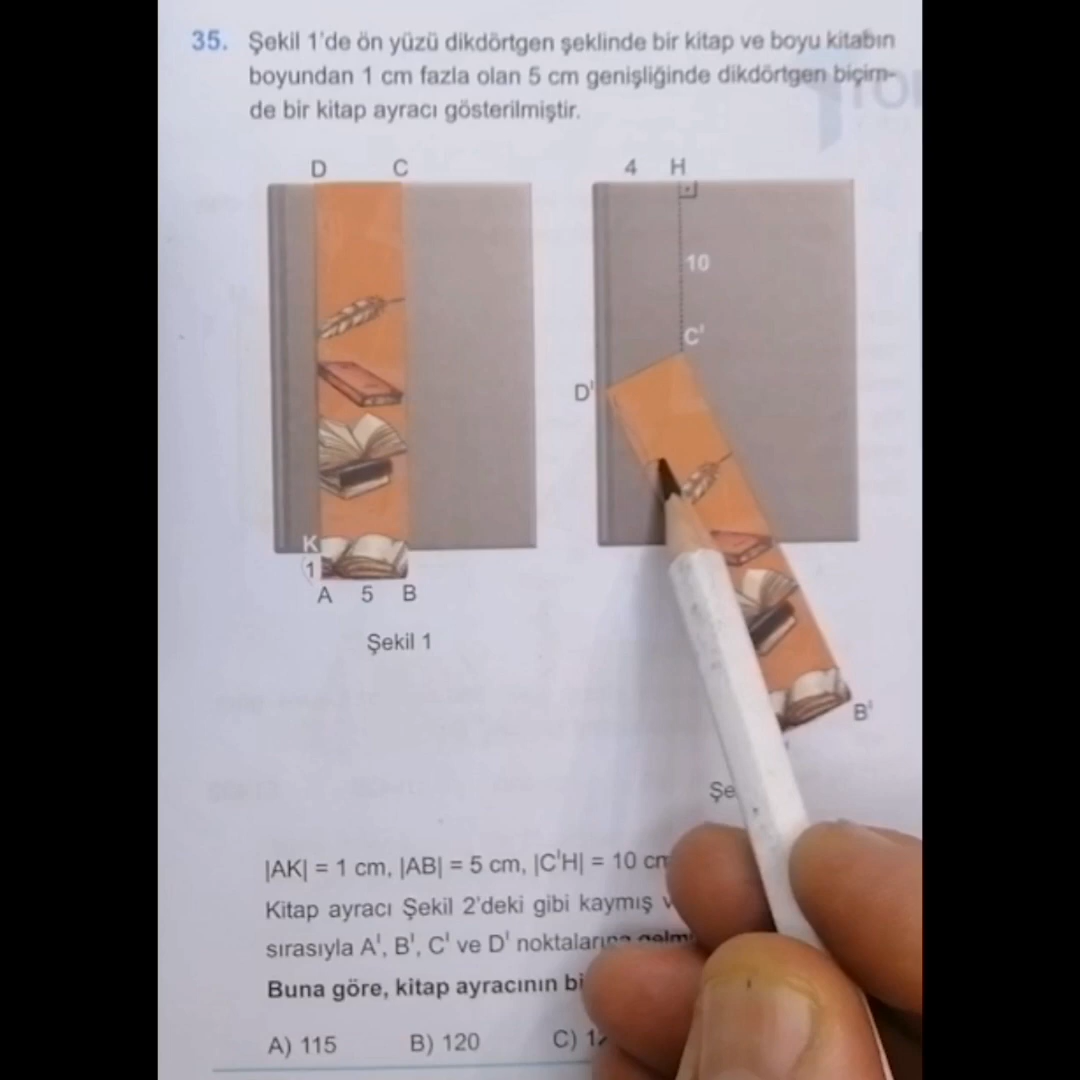 35. Şekil 1'de ön yüzü dikdörtgen şeklinde bir kitap ve boyu kitabın
boyundan 1 cm fazla olan 5 cm genişliğinde dikdörtgen biçim-
de bir kitap ayracı gösterilmiştir.
D C
4 H
10
C'
D'
K
1
A 5 B
B'
Şekil 1
|AK| = 1 cm, |AB| = 5 cm, |C'H| = 10 cm
Kitap ayracı Şekil 2'deki gibi kaymış
sırasıyla A', B', C' ve D' noktalarına
Buna göre, kitap ayracının
A) 115 B) 120 C)